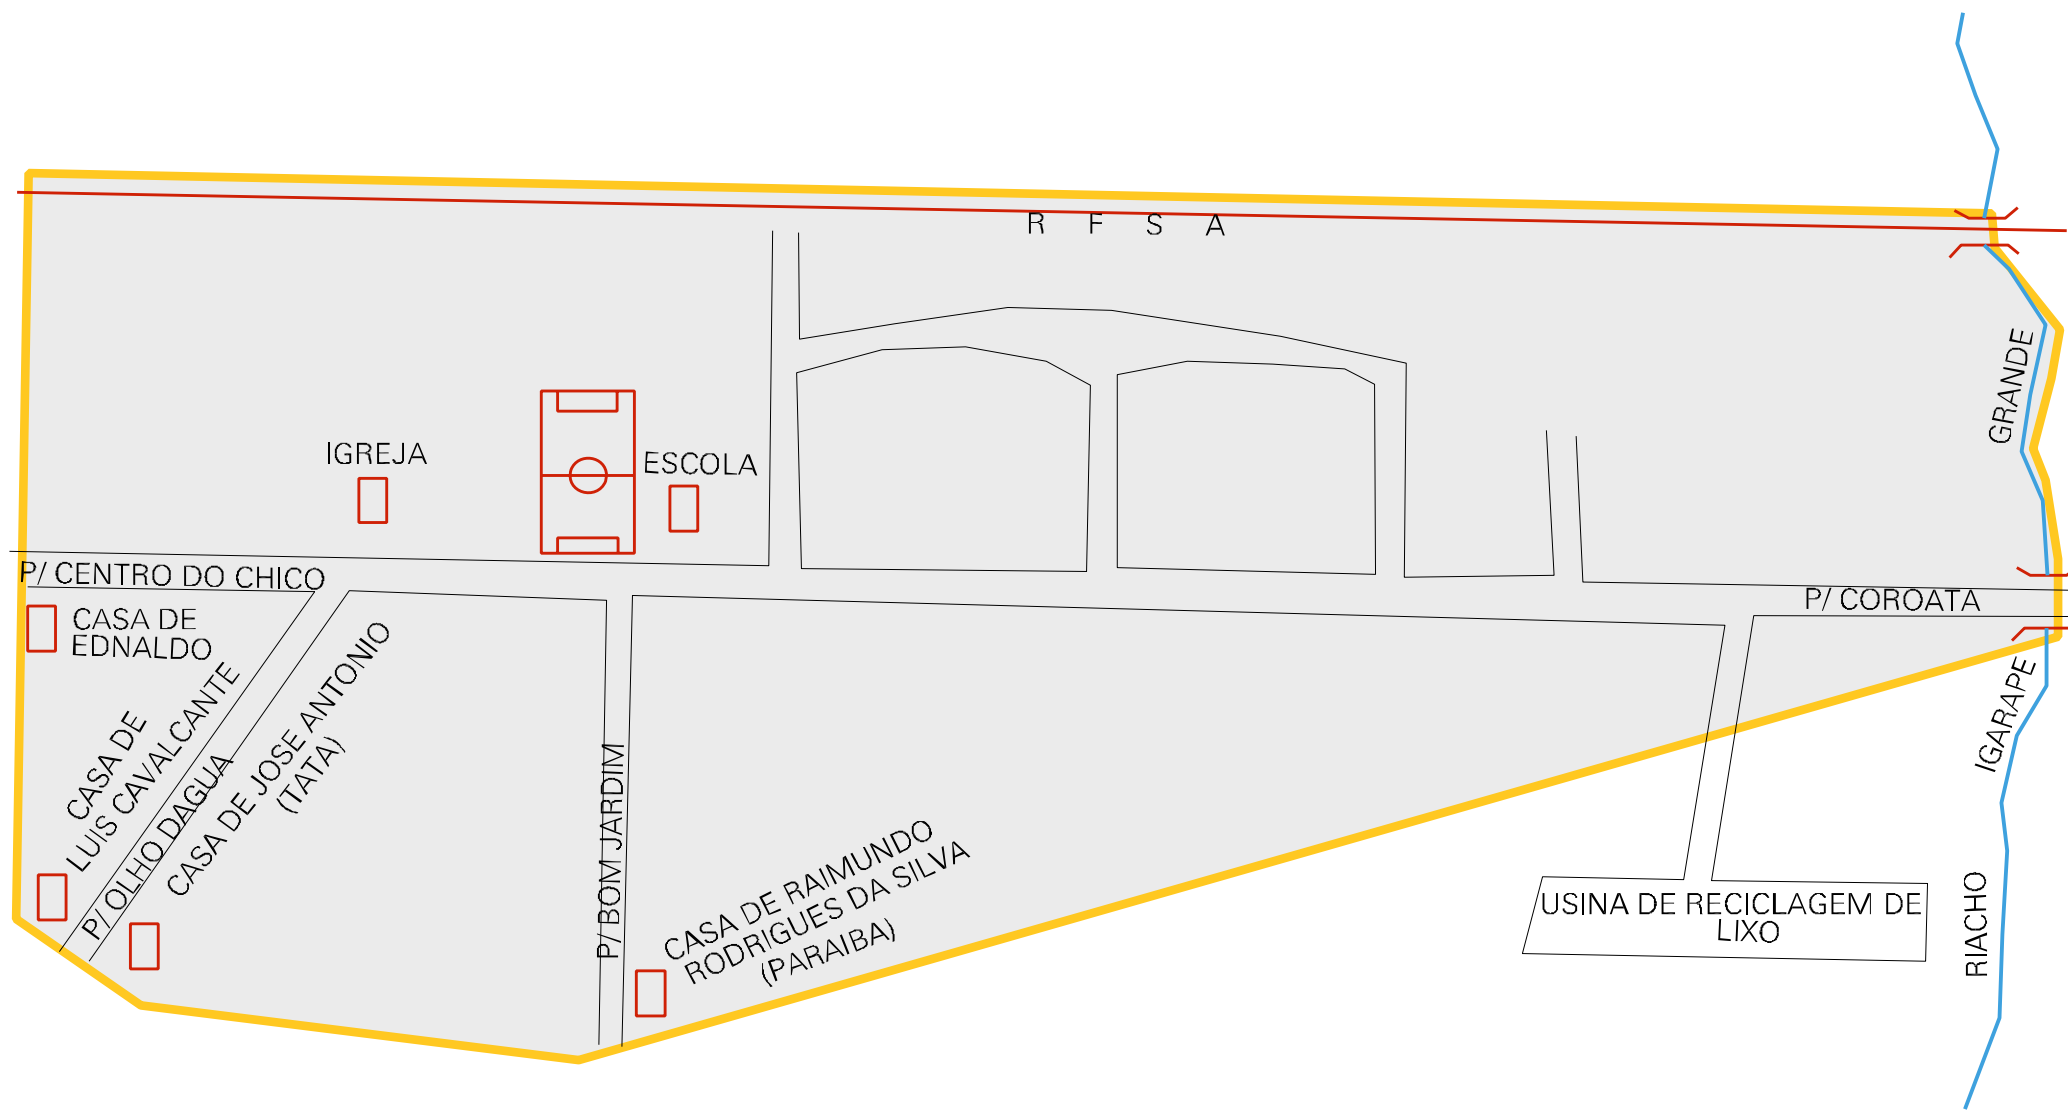 R F S A
GRANDE
IGREJA
ESCOLA
P/ CENTRO DO CHICO
P/ COROATA
CASA DE
EDNALDO
CASA DE
LUIS CAVALCANTE
P/ OLHO DAGUA
CASA DE JOSE ANTONIO
(TATA)
P/ BOM JARDIM
CASA DE RAIMUNDO
RODRIGUES DA SILVA
(PARAIBA)
IGARAPE
USINA DE RECICLAGEM DE
LIXO
RIACHO